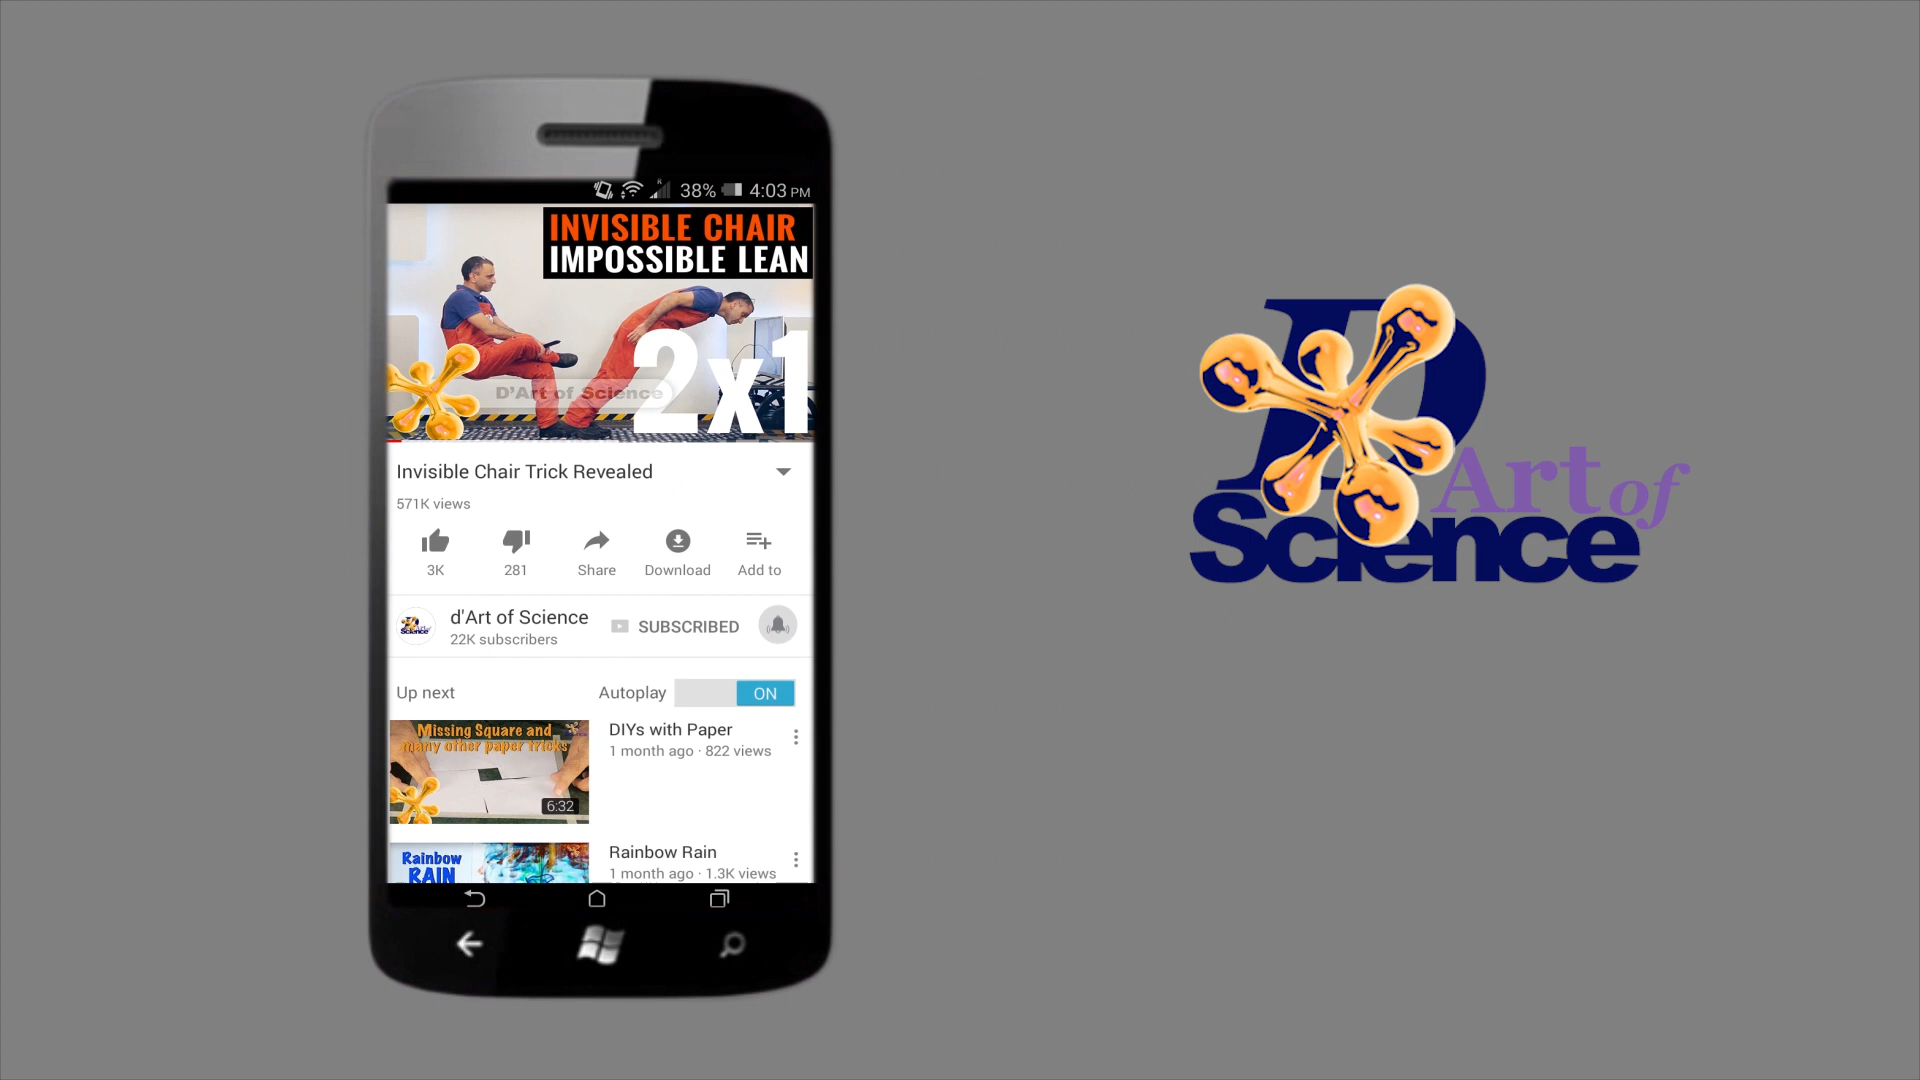 38% 4:03 PM
INVISIBLE CHAIR
IMPOSSIBLE LEAN
2x1
D'Art of Science
Invisible Chair Trick Revealed
571K views
3K 281 Share Download Add to
d'Art of Science
22K subscribers
SUBSCRIBED
Up next
Autoplay ON
Missing Square and
many other paper tricks
6:32
DIYs with Paper
1 month ago · 822 views
Rainbow
RAIN
Rainbow Rain
1 month ago · 1.3K views
D
Art of
Science